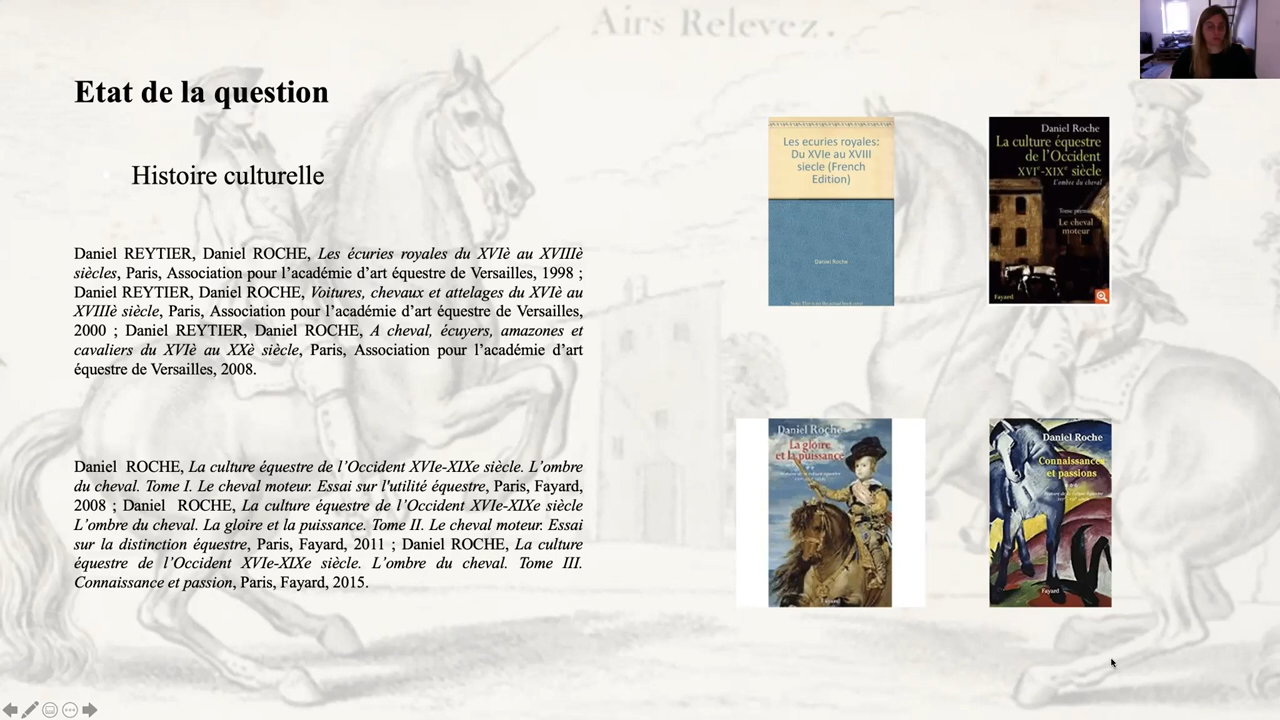 Airs Relevez.
Etat de la question
Histoire culturelle
Daniel REYTIER, Daniel ROCHE, Les écuries royales du XVIè au XVIIIè
siècles, Paris, Association pour l’académie d’art équestre de Versailles, 1998 ;
Daniel REYTIER, Daniel ROCHE, Voitures, chevaux et attelages du XVIè au
XVIIIè siècle, Paris, Association pour l’académie d’art équestre de Versailles,
2000 ; Daniel REYTIER, Daniel ROCHE, A cheval, écuyers, amazones et
cavaliers du XVIè au XXè siècle, Paris, Association pour l’académie d’art
équestre de Versailles, 2008.
Daniel ROCHE, La culture équestre de l’Occident XVIe-XIXe siècle. L’ombre
du cheval. Tome I. Le cheval moteur. Essai sur l'utilité équestre, Paris, Fayard,
2008 ; Daniel ROCHE, La culture équestre de l’Occident XVIe-XIXe siècle
L’ombre du cheval. La gloire et la puissance. Tome II. Le cheval moteur. Essai
sur la distinction équestre, Paris, Fayard, 2011 ; Daniel ROCHE, La culture
équestre de l’Occident XVIe-XIXe siècle. L’ombre du cheval. Tome III.
Connaissance et passion, Paris, Fayard, 2015.
Les ecuries royales:
Du XVIe au XVIII
siecle (French
Edition)
Daniel Roche
Daniel Roche
La culture équestre
de l'Occident
XVIe-XIXe siècle
L'ombre du cheval
Tome premier
Le cheval
moteur
Fayard
Daniel Roche
La gloire
et la puissance
Fayard
Daniel Roche
Connaissances
et passions
Fayard